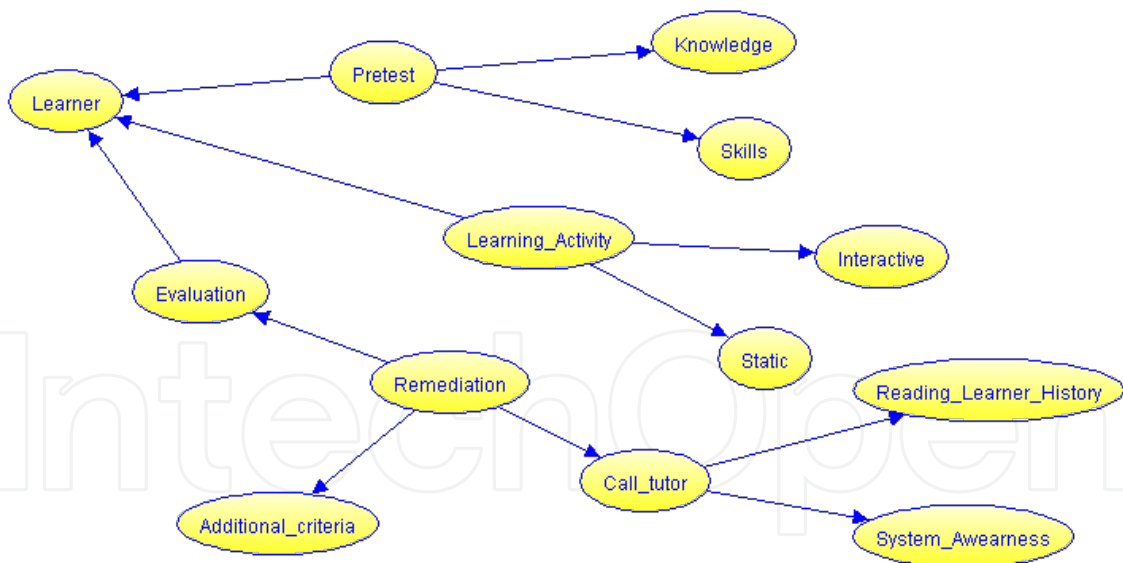 Knowledge
Pretest
Learner
Skills
Learning_Activity
Interactive
Evaluation
Static
Remediation
Reading_Learner_History
Call_tutor
Additional_criteria
System_Awearness
IntechOpen